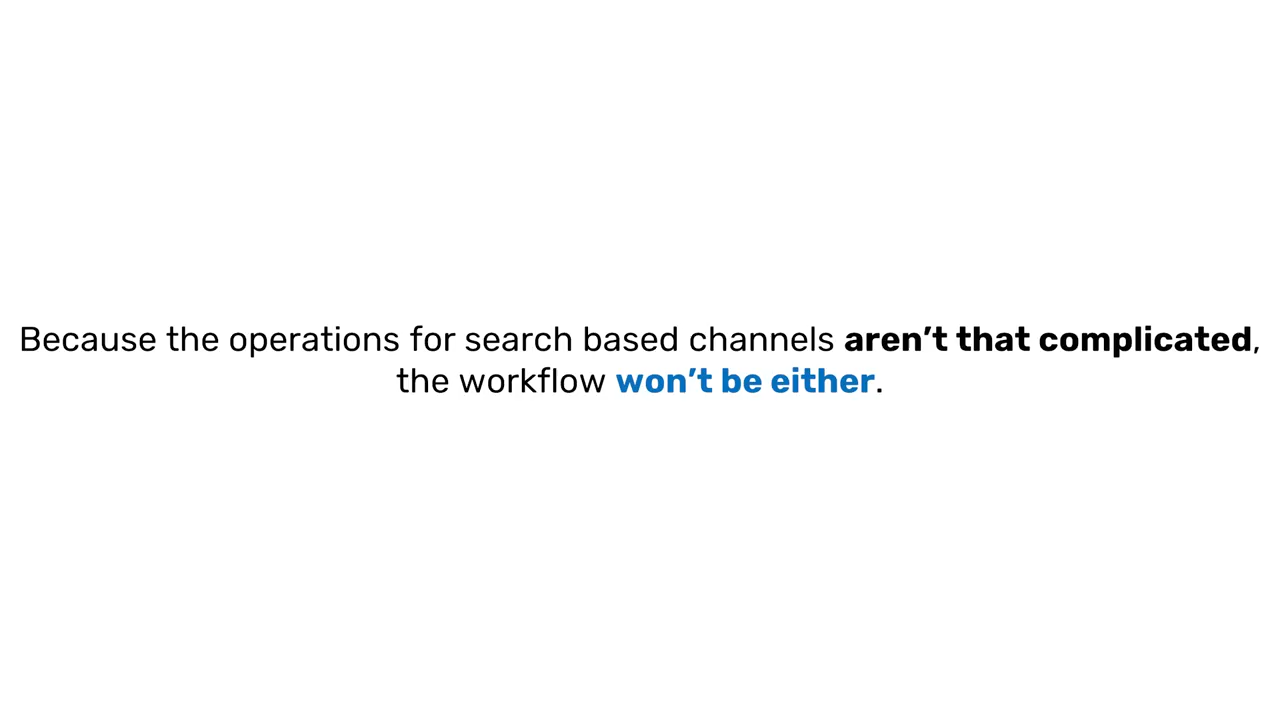 Because the operations for search based channels aren’t that complicated,
the workflow won’t be either.